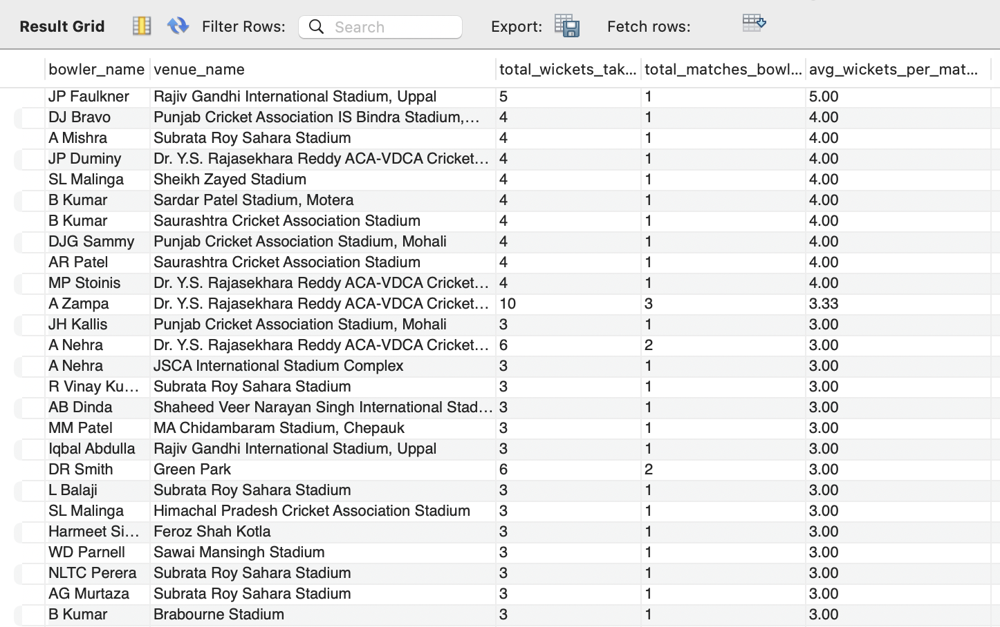 Result Grid Filter Rows: Search Export: Fetch rows:
bowler_name venue_name total_wickets_tak... total_matches_bowl... avg_wickets_per_mat...
JP Faulkner Rajiv Gandhi International Stadium, Uppal 5 1 5.00
DJ Bravo Punjab Cricket Association IS Bindra Stadium,... 4 1 4.00
A Mishra Subrata Roy Sahara Stadium 4 1 4.00
JP Duminy Dr. Y.S. Rajasekhara Reddy ACA-VDCA Cricket... 4 1 4.00
SL Malinga Sheikh Zayed Stadium 4 1 4.00
B Kumar Sardar Patel Stadium, Motera 4 1 4.00
B Kumar Saurashtra Cricket Association Stadium 4 1 4.00
DJG Sammy Punjab Cricket Association Stadium, Mohali 4 1 4.00
AR Patel Saurashtra Cricket Association Stadium 4 1 4.00
MP Stoinis Dr. Y.S. Rajasekhara Reddy ACA-VDCA Cricket... 4 1 4.00
A Zampa Dr. Y.S. Rajasekhara Reddy ACA-VDCA Cricket... 10 3 3.33
JH Kallis Punjab Cricket Association Stadium, Mohali 3 1 3.00
A Nehra Dr. Y.S. Rajasekhara Reddy ACA-VDCA Cricket... 6 2 3.00
A Nehra JSCA International Stadium Complex 3 1 3.00
R Vinay Ku... Subrata Roy Sahara Stadium 3 1 3.00
AB Dinda Shaheed Veer Narayan Singh International Stad... 3 1 3.00
MM Patel MA Chidambaram Stadium, Chepauk 3 1 3.00
Iqbal Abdulla Rajiv Gandhi International Stadium, Uppal 3 1 3.00
DR Smith Green Park 6 2 3.00
L Balaji Subrata Roy Sahara Stadium 3 1 3.00
SL Malinga Himachal Pradesh Cricket Association Stadium 3 1 3.00
Harmeet Si... Feroz Shah Kotla 3 1 3.00
WD Parnell Sawai Mansingh Stadium 3 1 3.00
NLTC Perera Subrata Roy Sahara Stadium 3 1 3.00
AG Murtaza Subrata Roy Sahara Stadium 3 1 3.00
B Kumar Brabourne Stadium 3 1 3.00